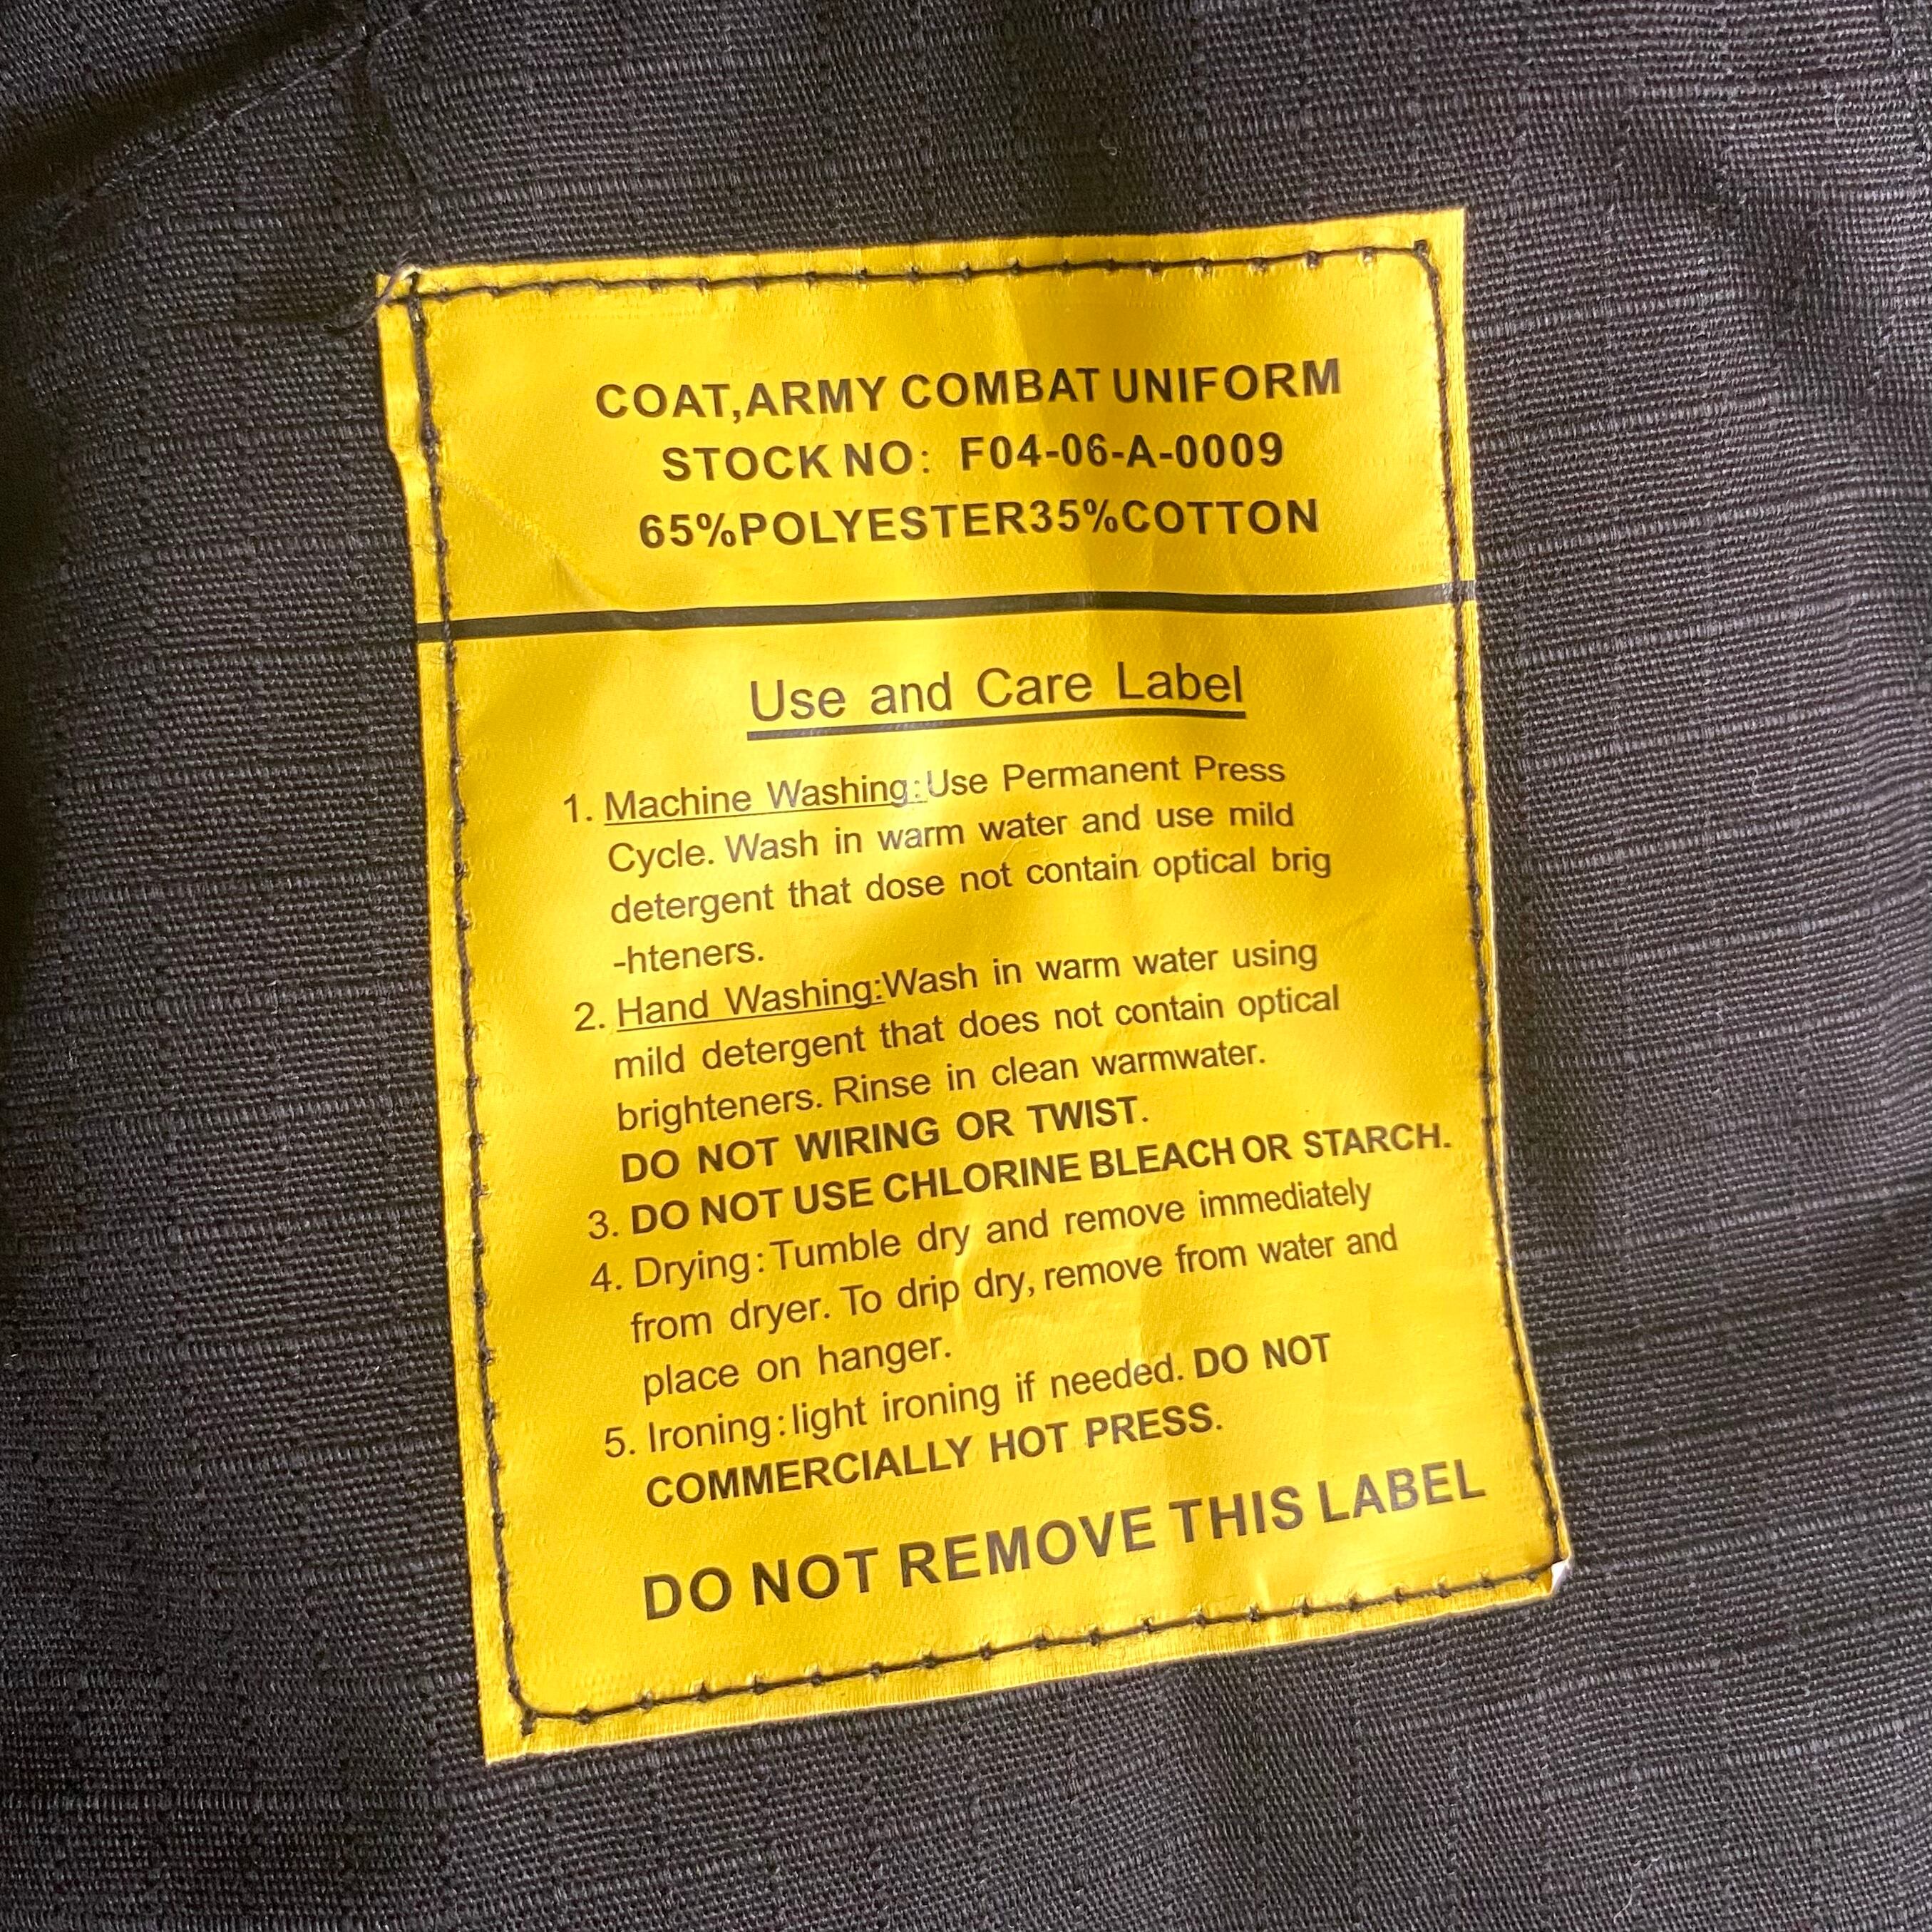 COAT,ARMY COMBAT UNIFORM
STOCK NO: F04-06-A-0009
65%POLYESTER35%COTTON
Use and Care Label
1. Machine Washing:Use Permanent Press
Cycle. Wash in warm water and use mild
detergent that dose not contain optical brig
-hteners.
2. Hand Washing:Wash in warm water using
mild detergent that does not contain optical
brighteners. Rinse in clean warmwater.
DO NOT WIRING OR TWIST.
3. DO NOT USE CHLORINE BLEACH OR STARCH.
4. Drying:Tumble dry and remove immediately
from dryer. To drip dry, remove from water and
place on hanger.
5. Ironing:light ironing if needed. DO NOT
COMMERCIALLY HOT PRESS.
DO NOT REMOVE THIS LABEL